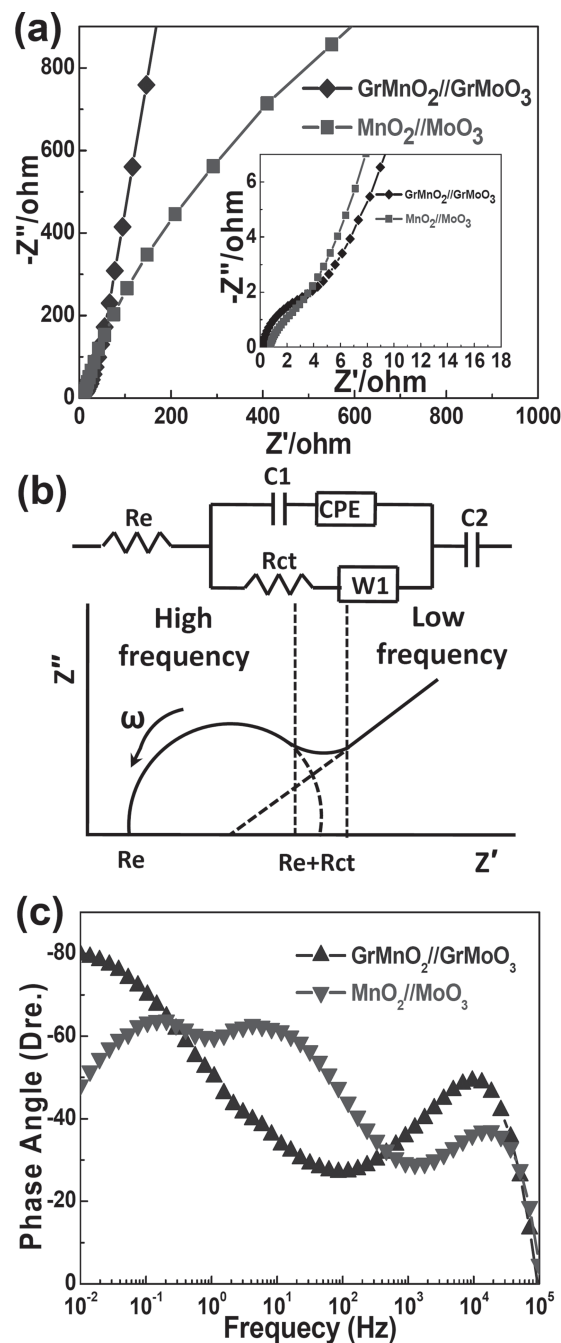 (a)
800
600
400
200
0
-Z''/ohm
GrMnO₂//GrMoO₃
MnO₂//MoO₃
6
4
2
0
-Z''/ohm
GrMnO₂//GrMoO₃
MnO₂//MoO₃
0 2 4 6 8 10 12 14 16 18
Z'/ohm
0 200 400 600 800 1000
Z'/ohm
(b)
C1
CPE
Re
C2
Rct
W1
High
frequency
Low
frequency
Z''
ω
Re
Re+Rct
Z'
(c)
-80
-60
-40
-20
0
Phase Angle (Dre.)
GrMnO₂//GrMoO₃
MnO₂//MoO₃
10⁻² 10⁻¹ 10⁰ 10¹ 10² 10³ 10⁴ 10⁵
Frequecy (Hz)